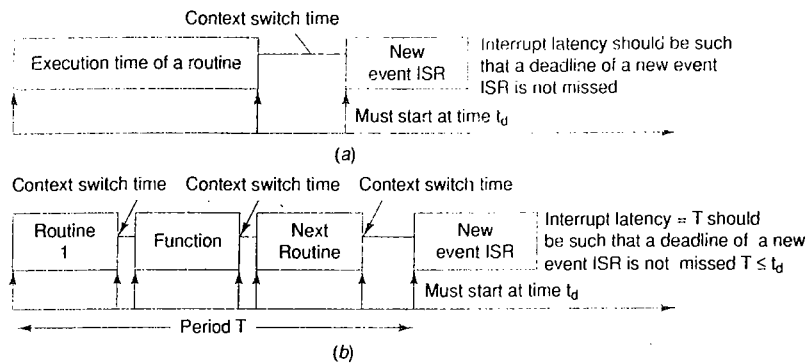 Context switch time
Execution time of a routine
New
event ISR
Interrupt latency should be such
that a deadline of a new event
ISR is not missed
Must start at time td
(a)
Context switch time
Context switch time
Context switch time
Routine
1
Function
Next
Routine
New
event ISR
Interrupt latency = T should
be such that a deadline of a new
event ISR is not missed T ≤ td
Must start at time td
Period T
(b)